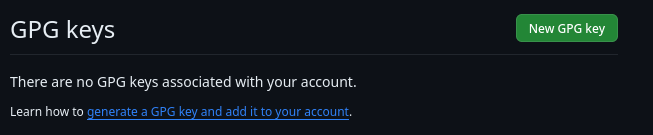 GPG keys
New GPG key
There are no GPG keys associated with your account.
Learn how to generate a GPG key and add it to your account.